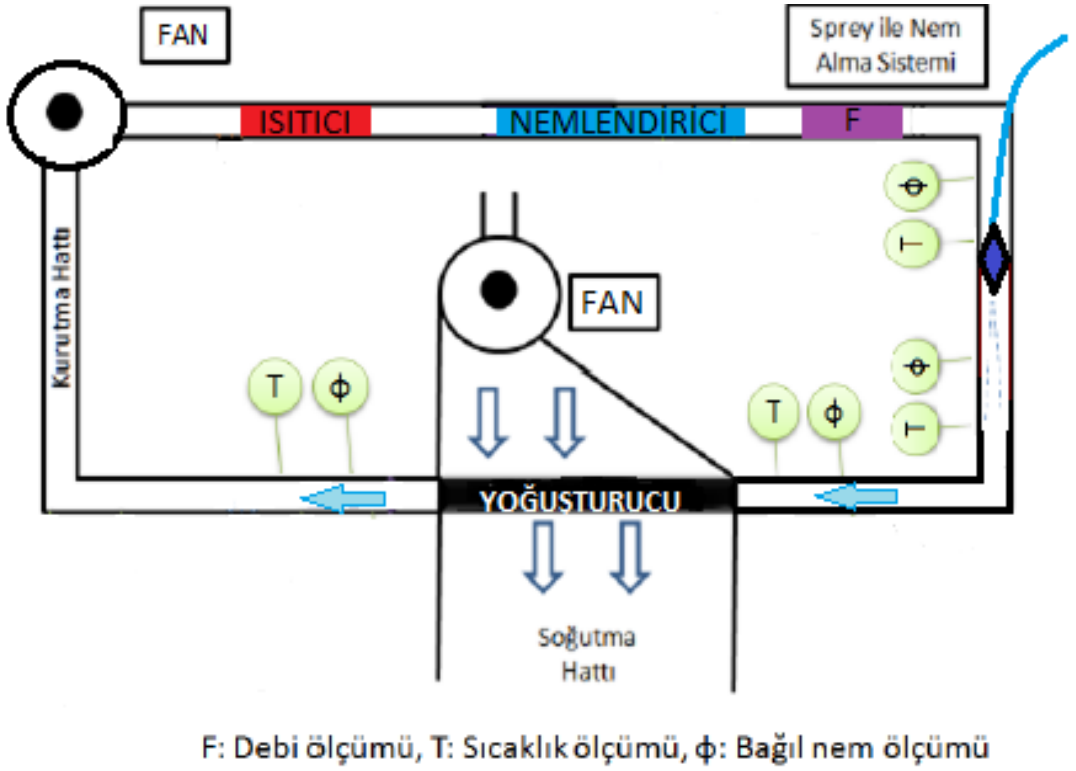 FAN
Sprey ile Nem
Alma Sistemi
ISITICI
NEMLENDİRİCİ
F
ϕ
T
Kurutma Hattı
FAN
T
ϕ
T
ϕ
ϕ
T
YOĞUŞTURUCU
Soğutma
Hattı
F: Debi ölçümü, T: Sıcaklık ölçümü, ϕ: Bağıl nem ölçümü